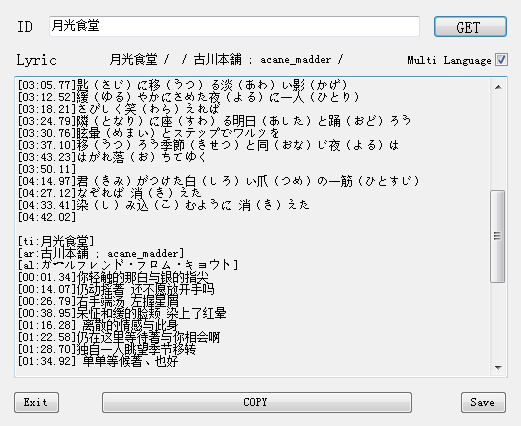 ID 月光食堂 GET
Lyric 月光食堂 / / 古川本舗 ; acane_madder / Multi Language
[03:05.77]匙（さじ）に移（うつ）る淡（あわ）い影（かげ）
[03:12.52]緩（ゆる）やかにさめた夜（よる）に一人（ひとり）
[03:18.21]さびしく笑（わら）えれば
[03:24.79]隣（となり）に座（すわ）る明日（あした）と踊（おど）ろう
[03:30.76]眩暈（めまい）とステップでワルツを
[03:37.10]移（うつ）ろう季節（きせつ）と同（おな）じ夜（よる）は
[03:43.23]はがれ落（お）ちてゆく
[03:50.11]
[04:14.97]君（きみ）がつけた白（しろ）い爪（つめ）の一筋（ひとすじ）
[04:27.12]なぞれば 消（き）えた
[04:33.41]染（し）み込（こ）むように 消（き）えた
[04:42.02]
[ti:月光食堂]
[ar:古川本舗 ; acane_madder]
[al:ガールフレンド・フロム・キョウト]
[00:01.34]你轻触的那白与银的指尖
[00:14.07]仍动摇著 还不愿放开手吗
[00:26.79]右手端汤 左握星屑
[00:38.95]呆怔和缓的脸颊 染上了红晕
[01:16.28] 离散的情感与此身
[01:22.58]仍在这里等待著与你相会啊
[01:28.70]独自一人眺望季节移转
[01:34.92] 单单等候著、也好
Exit COPY Save